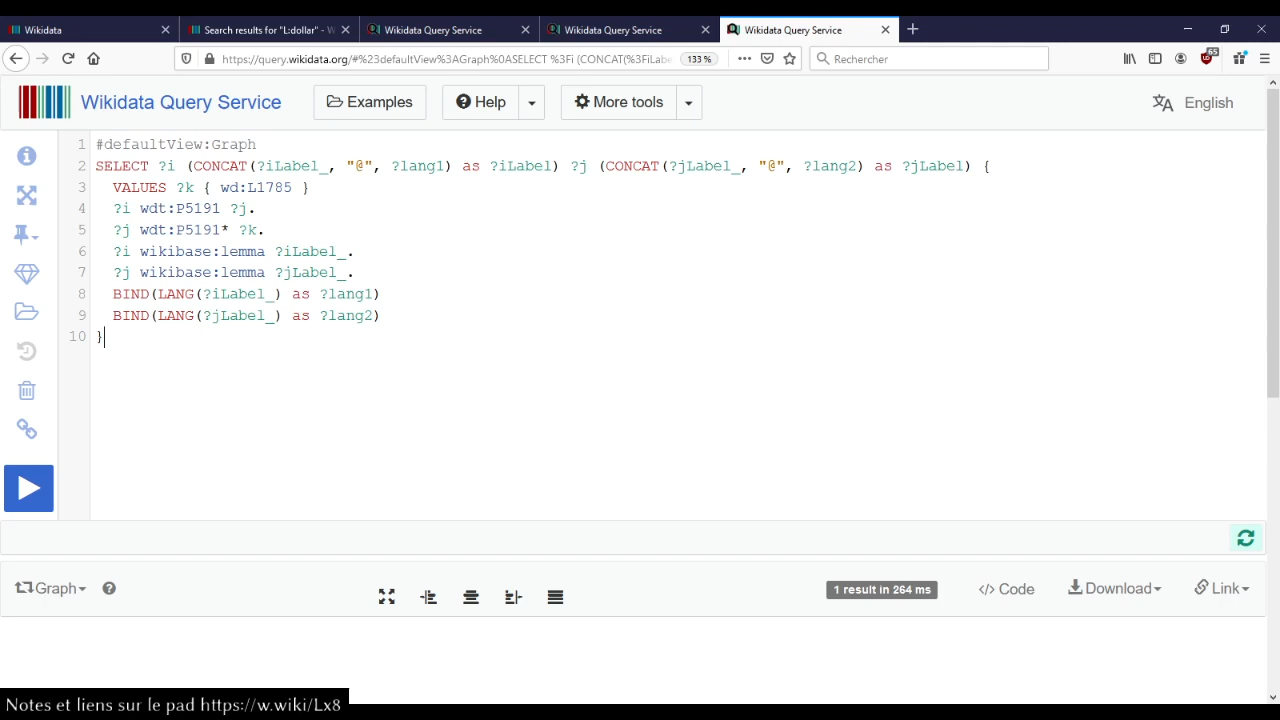 Wikidata
Search results for "L:dollar" - W
Wikidata Query Service
Wikidata Query Service
Wikidata Query Service
https://query.wikidata.org/#%23defaultView%3AGraph%0ASELECT %3Fi (CONCAT(%3FiLabe
133 %
Rechercher
65
Wikidata Query Service
Examples
Help
More tools
English
1 #defaultView:Graph
2 SELECT ?i (CONCAT(?iLabel_, "@", ?lang1) as ?iLabel) ?j (CONCAT(?jLabel_, "@", ?lang2) as ?jLabel) {
3 VALUES ?k { wd:L1785 }
4 ?i wdt:P5191 ?j.
5 ?j wdt:P5191* ?k.
6 ?i wikibase:lemma ?iLabel_.
7 ?j wikibase:lemma ?jLabel_.
8 BIND(LANG(?iLabel_) as ?lang1)
9 BIND(LANG(?jLabel_) as ?lang2)
10 }
Graph
1 result in 264 ms
</> Code
Download
Link
Notes et liens sur le pad https://w.wiki/Lx8